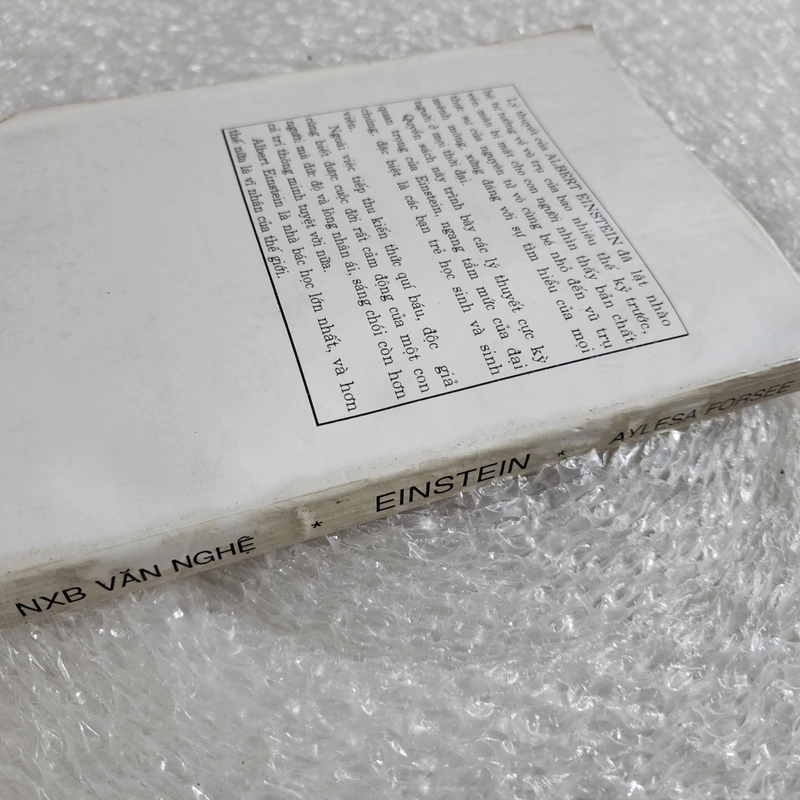 Lý thuyết của ALBERT EINSTEIN đã lật nhào
hệ tư tưởng về vũ trụ của bao nhiêu thế kỷ trước,
vén màn bí mật cho con người nhìn thấy bản chất
thời sự của nguyên tử vô cùng bé nhỏ đến vũ trụ
mênh mông, xứng đáng với sự tìm hiểu của mọi
người, ở mọi thời đại.
Quyển sách này trình bày các lý thuyết cực kỳ
quan trọng của Einstein, ngang tầm mức của đại
chúng, đặc biệt là các bạn trẻ học sinh và sinh
viên.
Ngoài việc tiếp thu kiến thức quí báu, độc giả
càng biết được cuộc đời rất cảm động của một con
người mà đức độ và lòng nhân ái, sáng chói còn hơn
cả trí thông minh tuyệt vời nữa.
Albert Einstein là nhà bác học lớn nhất, và hơn
thế nữa là vĩ nhân của thế giới.
NXB VĂN NGHỆ * EINSTEIN * AYLESA FORSEE